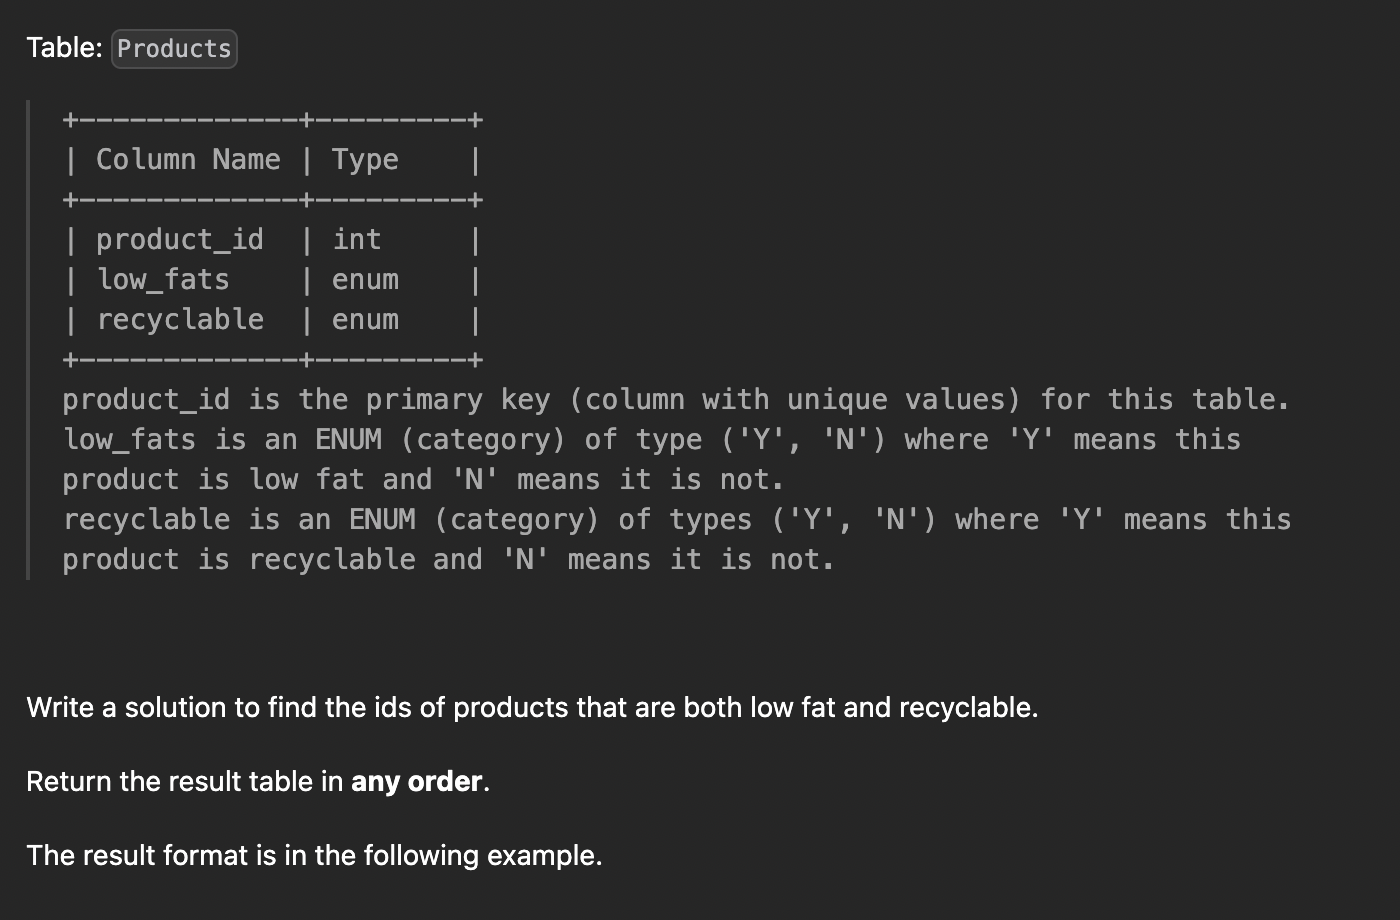 Table: Products
+-------------+---------+
| Column Name | Type    |
+-------------+---------+
| product_id  | int     |
| low_fats    | enum    |
| recyclable  | enum    |
+-------------+---------+
product_id is the primary key (column with unique values) for this table.
low_fats is an ENUM (category) of type ('Y', 'N') where 'Y' means this
product is low fat and 'N' means it is not.
recyclable is an ENUM (category) of types ('Y', 'N') where 'Y' means this
product is recyclable and 'N' means it is not.
Write a solution to find the ids of products that are both low fat and recyclable.
Return the result table in any order.
The result format is in the following example.